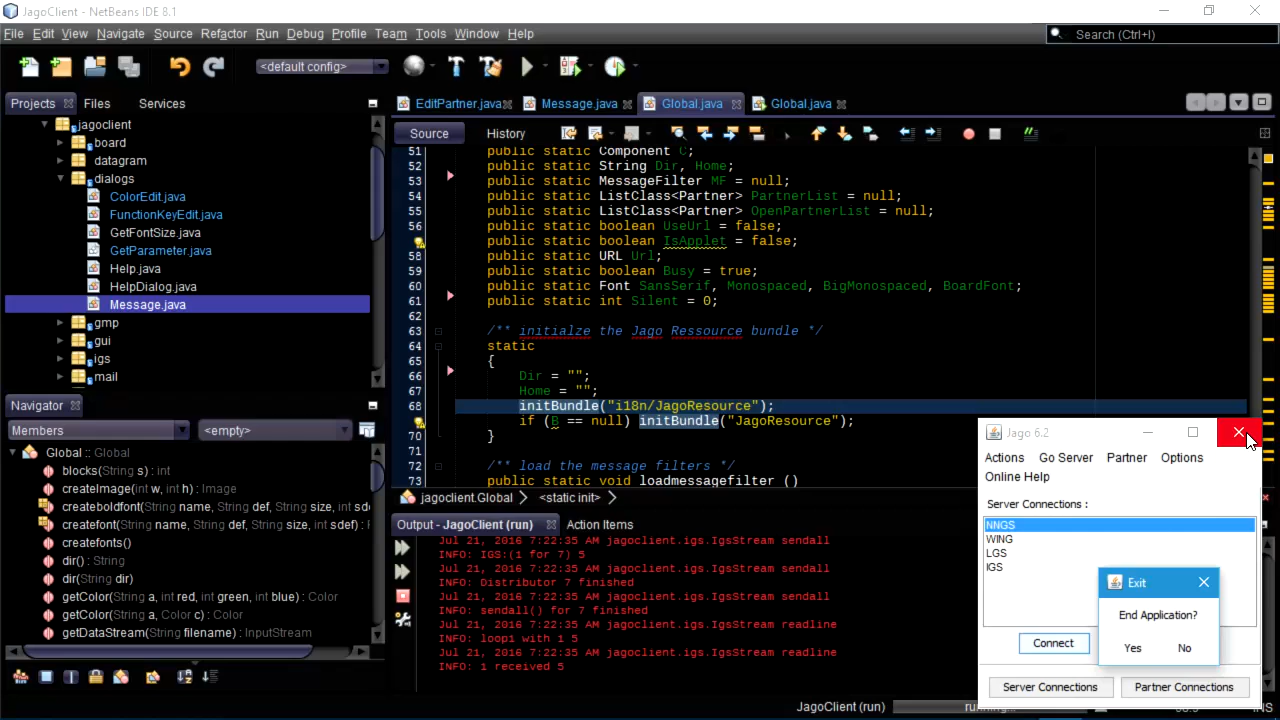 JagoClient - NetBeans IDE 8.1
File Edit View Navigate Source Refactor Run Debug Profile Team Tools Window Help
Search (Ctrl+I)
<default config>
Projects Files Services
EditPartner.java Message.java Global.java Global.java
Source History
jagoclient
board
datagram
dialogs
ColorEdit.java
FunctionKeyEdit.java
GetFontSize.java
GetParameter.java
Help.java
HelpDialog.java
Message.java
gmp
gui
igs
mail
51 public static Component C;
52 public static String Dir, Home;
53 public static MessageFilter MF = null;
54 public static ListClass<Partner> PartnerList = null;
55 public static ListClass<Partner> OpenPartnerList = null;
56 public static boolean UseUrl = false;
public static boolean IsApplet = false;
58 public static URL Url;
59 public static boolean Busy = true;
60 public static Font SansSerif, Monospaced, BigMonospaced, BoardFont;
61 public static int Silent = 0;
62
63 /** initialze the Jago Ressource bundle */
64 static
65 {
66 Dir = "";
67 Home = "";
68 initBundle("i18n/JagoResource");
if (B == null) initBundle("JagoResource");
70 }
71
72 /** load the message filters */
73 public static void loadmessagefilter ()
jagoclient.Global <static init>
Navigator
Members <empty>
Global :: Global
blocks(String s) : int
createImage(int w, int h) : Image
createboldfont(String name, String def, String size, int sde
createfont(String name, String def, String size, int sdef) : F
createfonts()
dir() : String
dir(String dir)
getColor(String a, int red, int green, int blue) : Color
getColor(String a, Color c) : Color
getDataStream(String filename) : InputStream
Output - JagoClient (run) Action Items
Jul 21, 2016 7:22:35 AM jagoclient.igs.IgsStream sendall
INFO: IGS:(1 for 7) 5
Jul 21, 2016 7:22:35 AM jagoclient.igs.IgsStream sendall
INFO: Distributor 7 finished
Jul 21, 2016 7:22:35 AM jagoclient.igs.IgsStream sendall
INFO: sendall() for 7 finished
Jul 21, 2016 7:22:35 AM jagoclient.igs.IgsStream readline
INFO: loop1 with 1 5
Jul 21, 2016 7:22:35 AM jagoclient.igs.IgsStream readline
INFO: 1 received 5
JagoClient (run)
Jago 6.2
Actions Go Server Partner Options
Online Help
Server Connections :
NNGS
WING
LGS
IGS
Connect
Server Connections Partner Connections
Exit
End Application?
Yes No